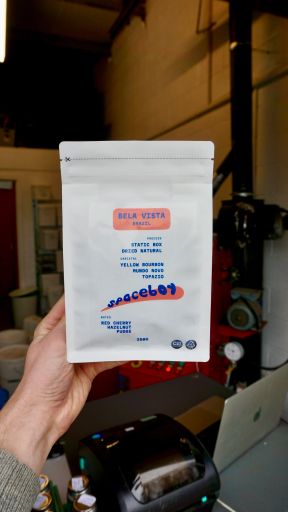 BELA VISTA
BRAZIL
PROCESS
STATIC BOX
DRIED NATURAL
VARIETAL
YELLOW BOURBON
MUNDO NOVO
TOPAZIO
spaceboy
NOTES
RED CHERRY
HAZELNUT
FUDGE
250G